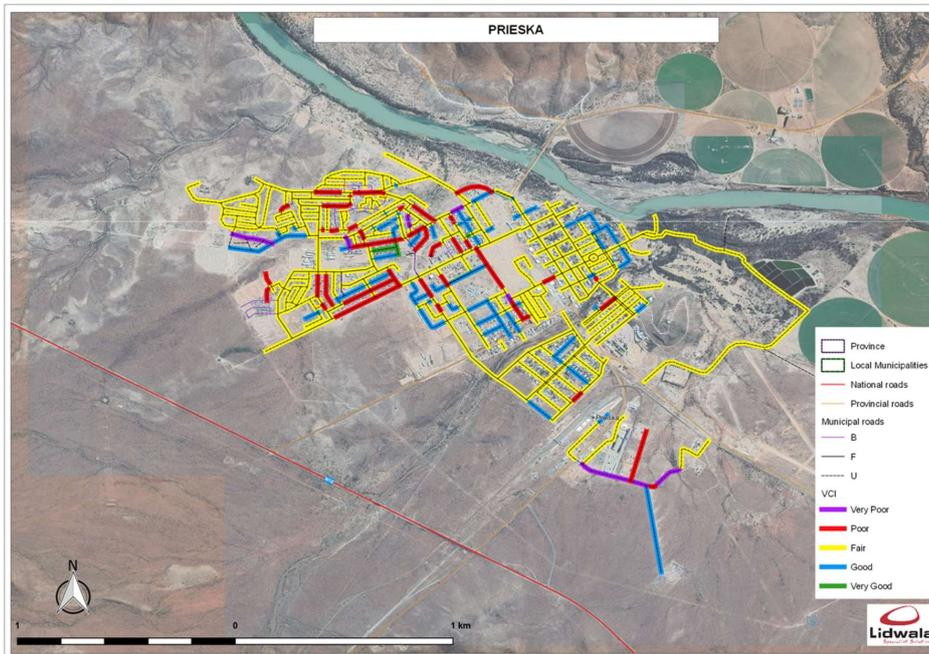 PRIESKA
Province
Local Municipalities
National roads
Provincial roads
Municipal roads
B
F
U
VCI
Very Poor
Poor
Fair
Good
Very Good
N
1 0 1 km
Lidwala